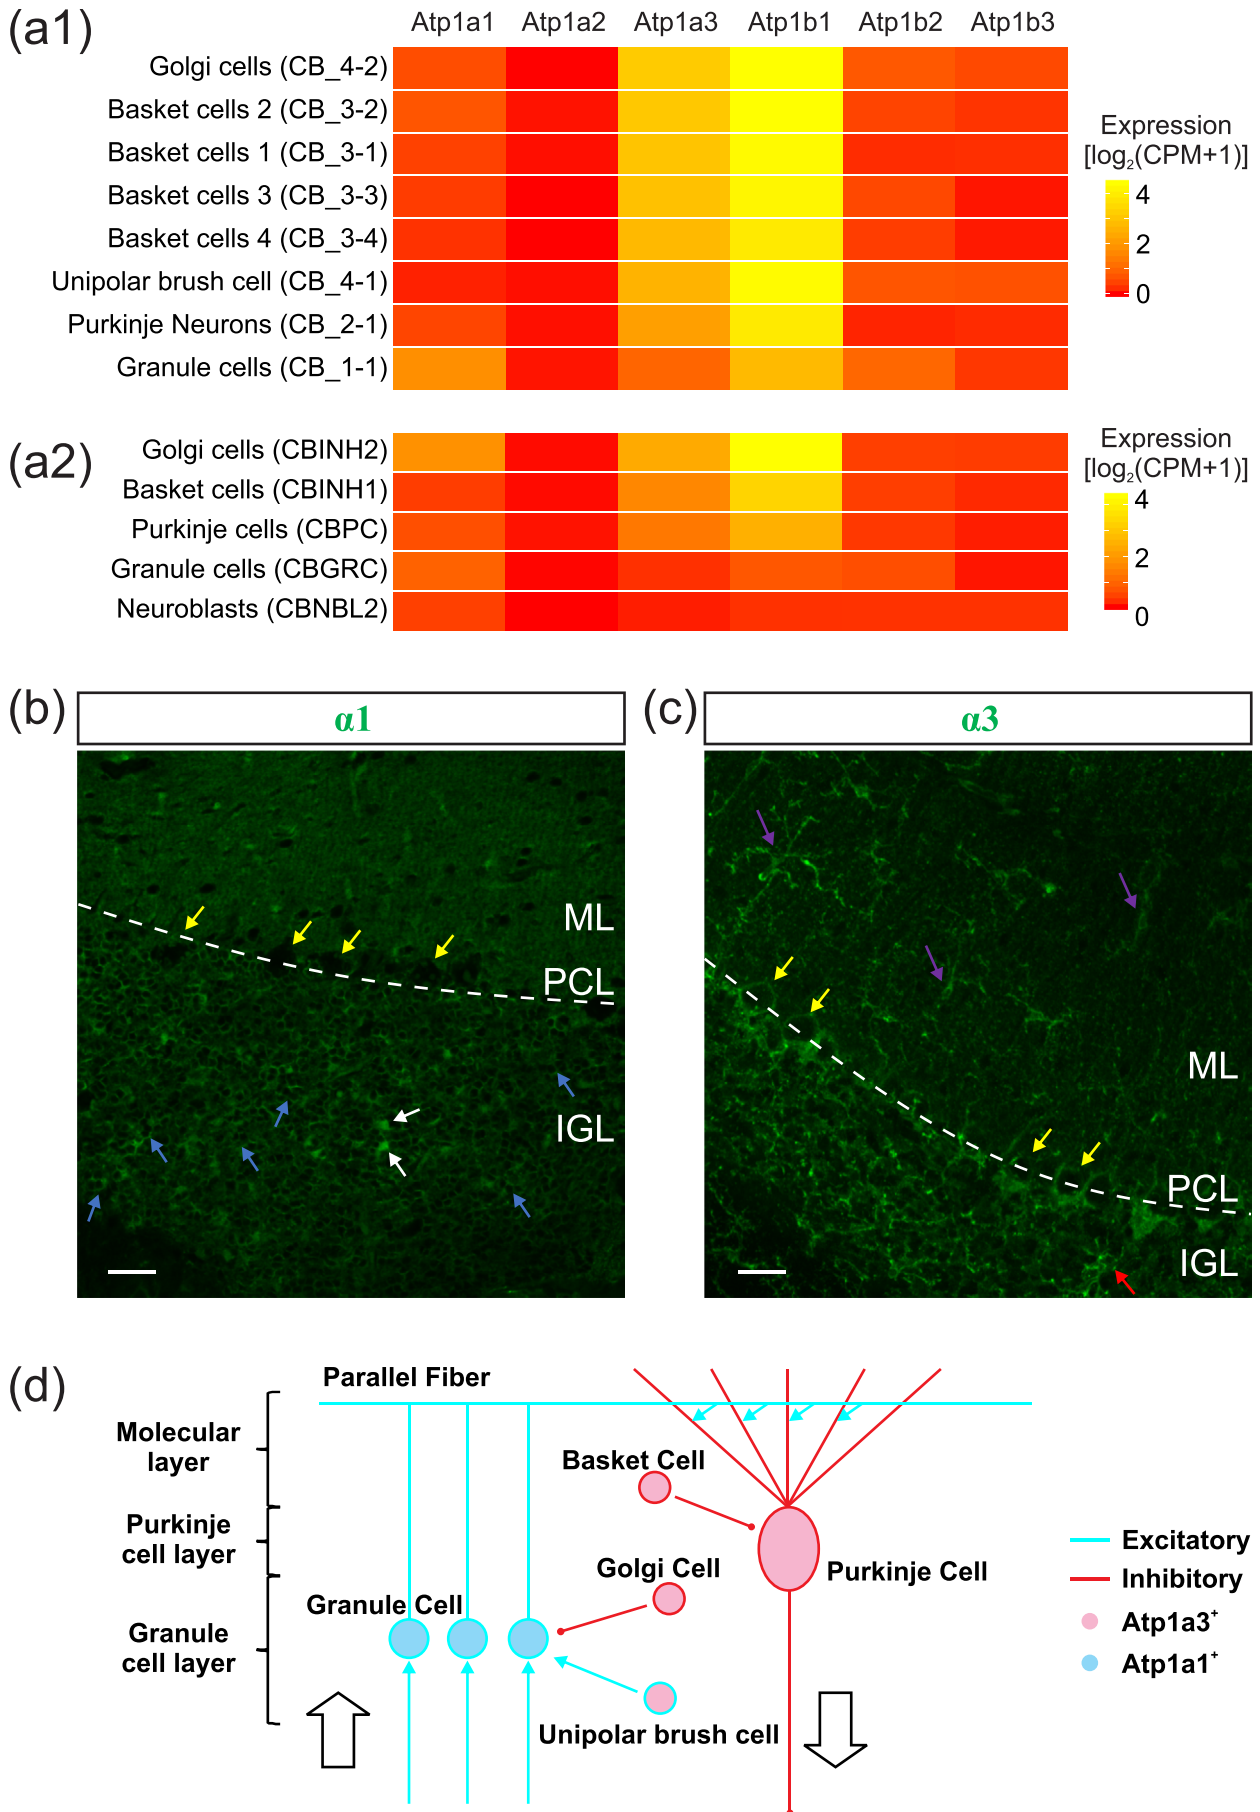 (a1)
Atp1a1 Atp1a2 Atp1a3 Atp1b1 Atp1b2 Atp1b3
Golgi cells (CB_4-2)
Basket cells 2 (CB_3-2)
Basket cells 1 (CB_3-1)
Basket cells 3 (CB_3-3)
Basket cells 4 (CB_3-4)
Unipolar brush cell (CB_4-1)
Purkinje Neurons (CB_2-1)
Granule cells (CB_1-1)
Expression
[log₂(CPM+1)]
4
2
0
(a2)
Golgi cells (CBINH2)
Basket cells (CBINH1)
Purkinje cells (CBPC)
Granule cells (CBGRC)
Neuroblasts (CBNBL2)
Expression
[log₂(CPM+1)]
4
2
0
(b)
α1
ML
PCL
IGL
(c)
α3
ML
PCL
IGL
(d)
Parallel Fiber
Molecular
layer
Basket Cell
Purkinje
cell layer
Golgi Cell
Purkinje Cell
Granule Cell
Granule
cell layer
Unipolar brush cell
Excitatory
Inhibitory
Atp1a3⁺
Atp1a1⁺